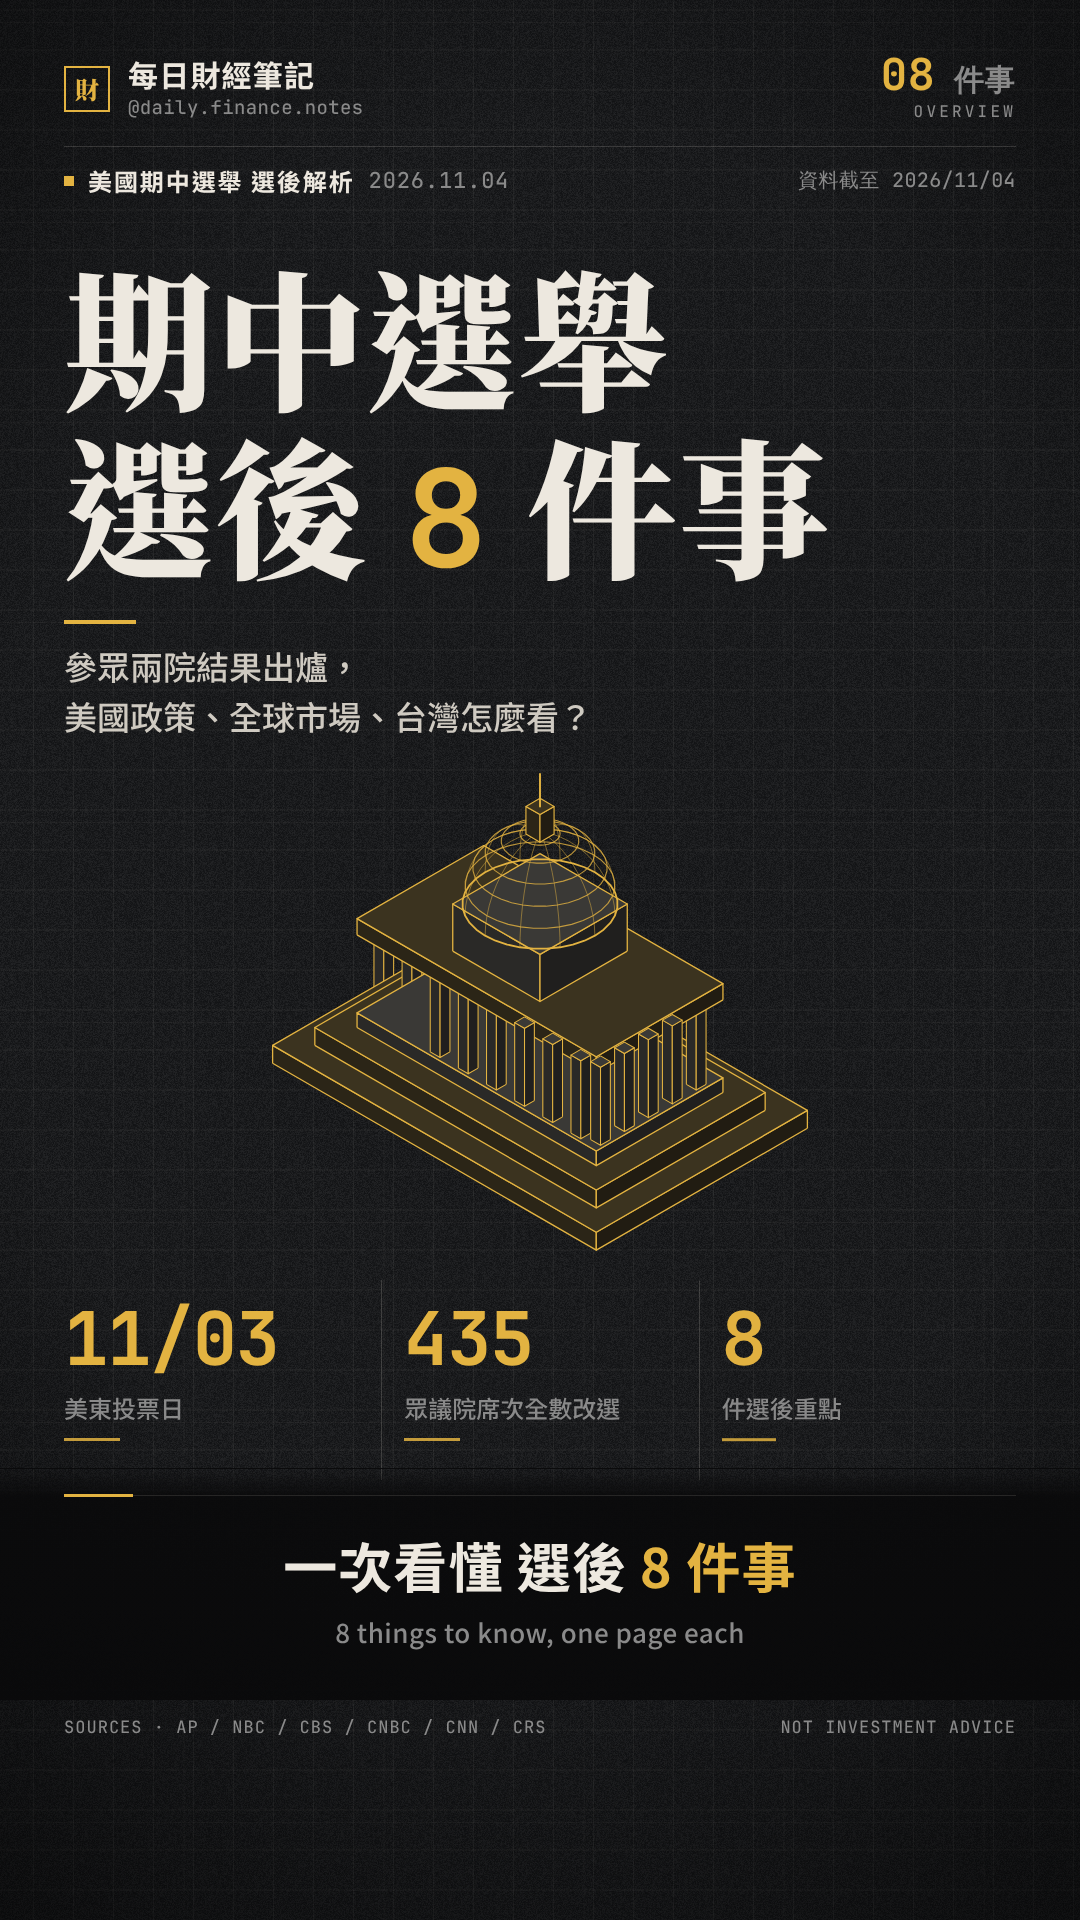 財
每日財經筆記
@daily.finance.notes
08 件事
OVERVIEW
美國期中選舉 選後解析 2026.11.04
資料截至 2026/11/04
期中選舉
選後 8 件事
參眾兩院結果出爐，
美國政策、全球市場、台灣怎麼看？
11/03
美東投票日
435
眾議院席次全數改選
8
件選後重點
一次看懂 選後 8 件事
8 things to know, one page each
SOURCES · AP / NBC / CBS / CNBC / CNN / CRS
NOT INVESTMENT ADVICE